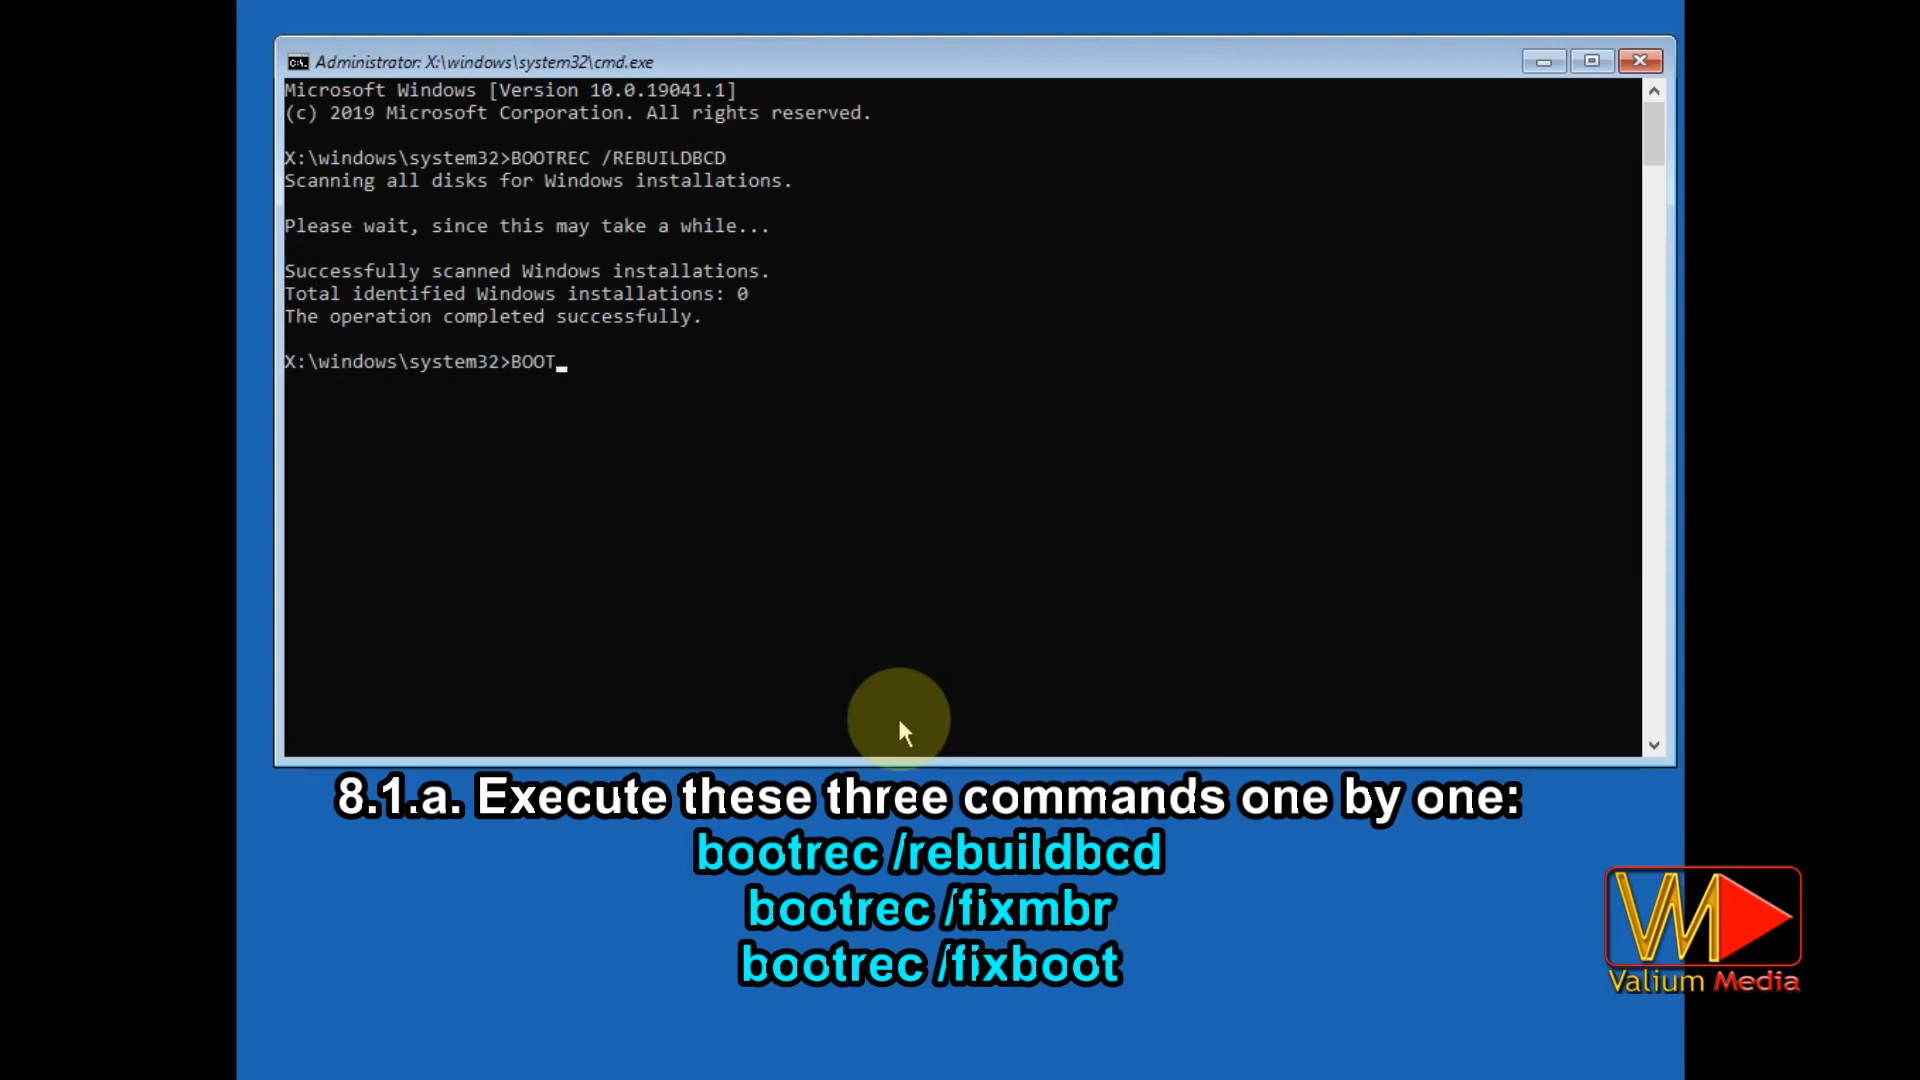 Administrator: X:\windows\system32\cmd.exe
Microsoft Windows [Version 10.0.19041.1]
(c) 2019 Microsoft Corporation. All rights reserved.
X:\windows\system32>BOOTREC /REBUILDBCD
Scanning all disks for Windows installations.
Please wait, since this may take a while...
Successfully scanned Windows installations.
Total identified Windows installations: 0
The operation completed successfully.
X:\windows\system32>BOOT_
8.1.a. Execute these three commands one by one:
bootrec /rebuildbcd
bootrec /fixmbr
bootrec /fixboot
VM
Valium Media